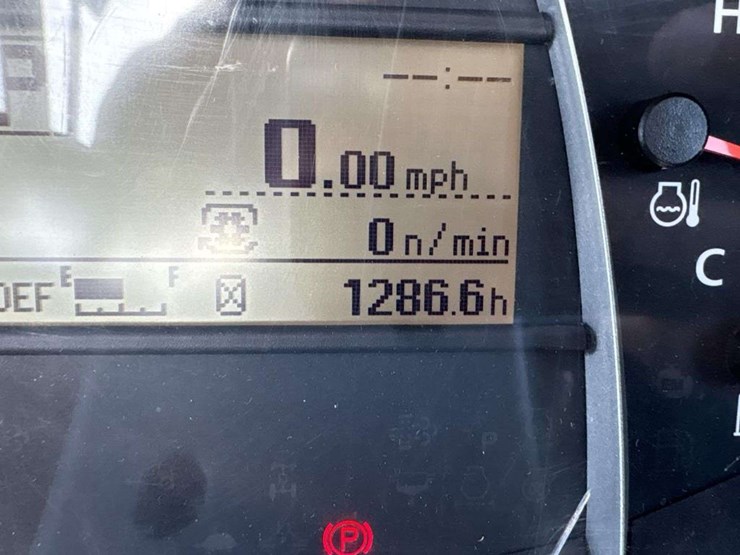 H
--:--
0.00 mph
0 n/min
DEF E F 1286.6 h
C
P